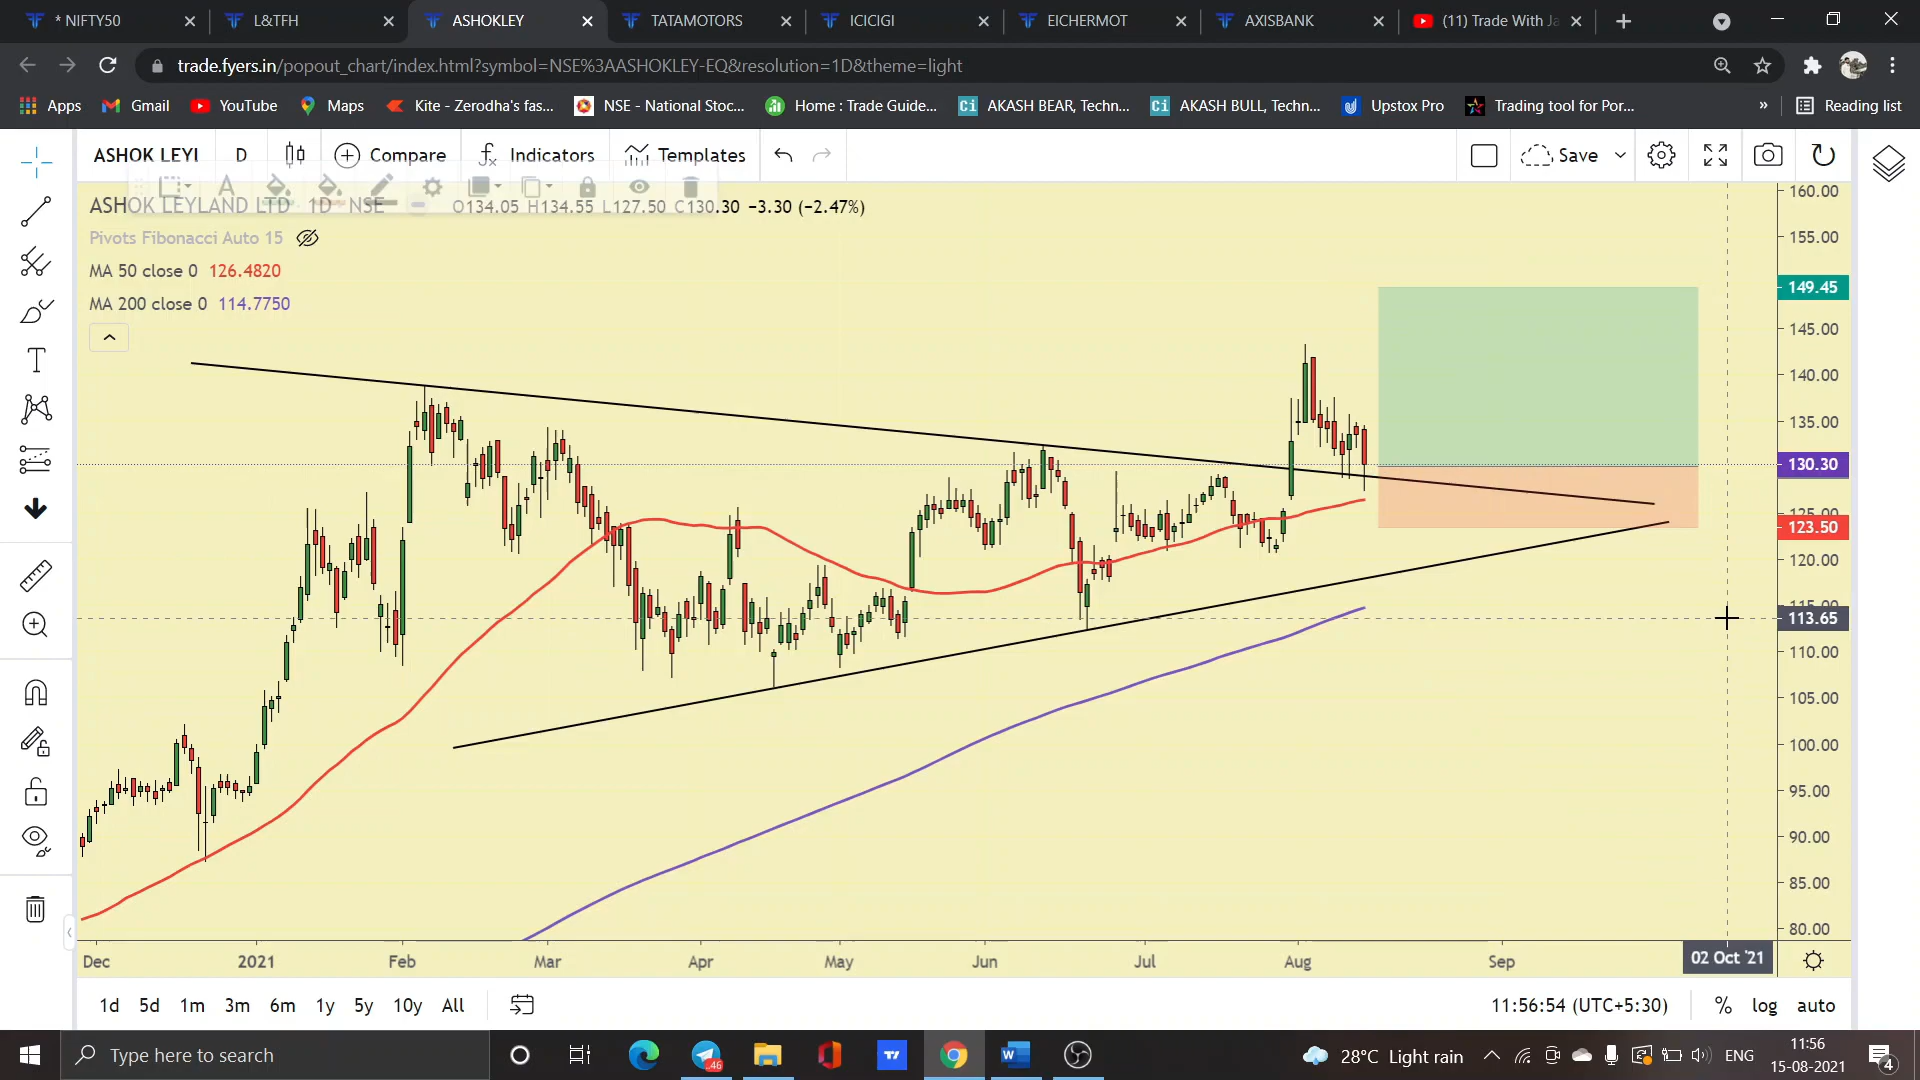 * NIFTY50
L&TFH
ASHOKLEY
TATAMOTORS
ICICIGI
EICHERMOT
AXISBANK
(11) Trade With Ja
trade.fyers.in/popout_chart/index.html?symbol=NSE%3AASHOKLEY-EQ&resolution=1D&theme=light
Apps
Gmail
YouTube
Maps
Kite - Zerodha's fas...
NSE - National Stoc...
Home : Trade Guide...
Ci
AKASH BEAR, Techn...
Ci
AKASH BULL, Techn...
Upstox Pro
Trading tool for Por...
»
Reading list
ASHOK LEYL
D
Compare
Indicators
Templates
Save
ASHOK LEYLAND LTD 1D NSE
O134.05 H134.55 L127.50 C130.30 −3.30 (−2.47%)
Pivots Fibonacci Auto 15
MA 50 close 0 126.4820
MA 200 close 0 114.7750
160.00
155.00
149.45
145.00
140.00
135.00
130.30
125.00
123.50
120.00
115.00
113.65
110.00
105.00
100.00
95.00
90.00
85.00
80.00
Dec
2021
Feb
Mar
Apr
May
Jun
Jul
Aug
Sep
02 Oct '21
1d 5d 1m 3m 6m 1y 5y 10y All
11:56:54 (UTC+5:30)
% log auto
Type here to search
46
28°C Light rain
ENG
11:56
15-08-2021
4